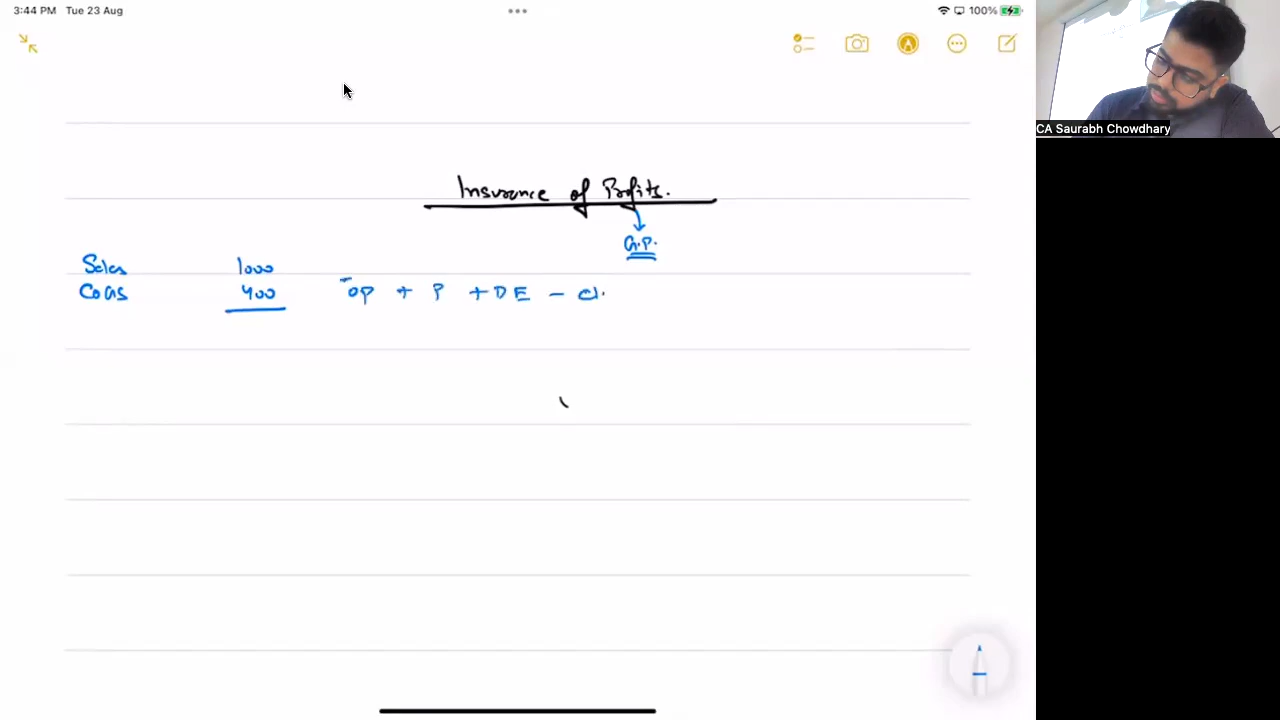 3:44 PM Tue 23 Aug
100%
CA Saurabh Chowdhary
Insurance of Profits.
G.P.
Sales 1000
COGS 400 OP + P + DE - Cl.